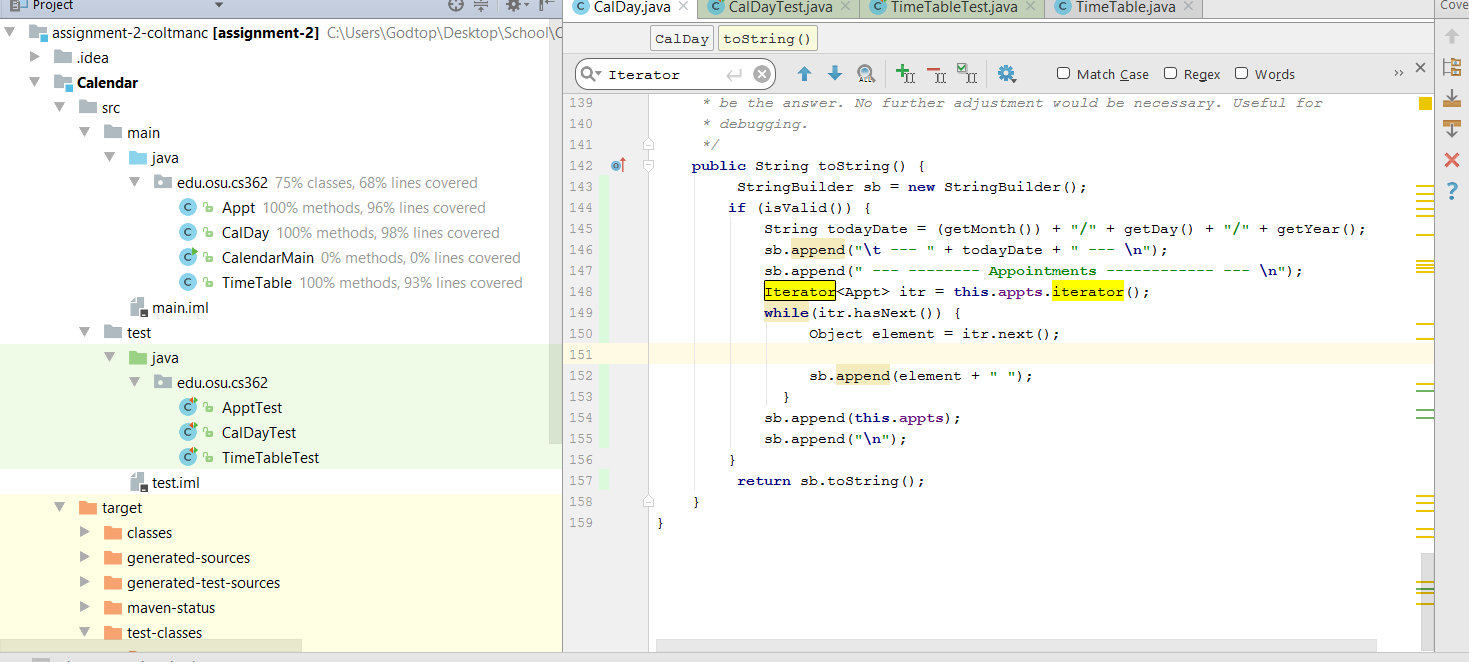 Project
CalDay.java
CalDayTest.java
TimeTableTest.java
TimeTable.java
Cove
assignment-2-coltmanc [assignment-2] C:\Users\Godtop\Desktop\School\C
.idea
Calendar
src
main
java
edu.osu.cs362 75% classes, 68% lines covered
Appt 100% methods, 96% lines covered
CalDay 100% methods, 98% lines covered
CalendarMain 0% methods, 0% lines covered
TimeTable 100% methods, 93% lines covered
main.iml
test
java
edu.osu.cs362
ApptTest
CalDayTest
TimeTableTest
test.iml
target
classes
generated-sources
generated-test-sources
maven-status
test-classes
CalDay toString()
Iterator
Match Case
Regex
Words
139 * be the answer. No further adjustment would be necessary. Useful for
140 * debugging.
141 */
142 public String toString() {
143 StringBuilder sb = new StringBuilder();
144 if (isValid()) {
145 String todayDate = (getMonth()) + "/" + getDay() + "/" + getYear();
146 sb.append("\t --- " + todayDate + " --- \n");
147 sb.append(" --- -------- Appointments ------------ --- \n");
148 Iterator<Appt> itr = this.appts.iterator();
149 while(itr.hasNext()) {
150 Object element = itr.next();
151
152 sb.append(element + " ");
153 }
154 sb.append(this.appts);
155 sb.append("\n");
156 }
157 return sb.toString();
158 }
159 }